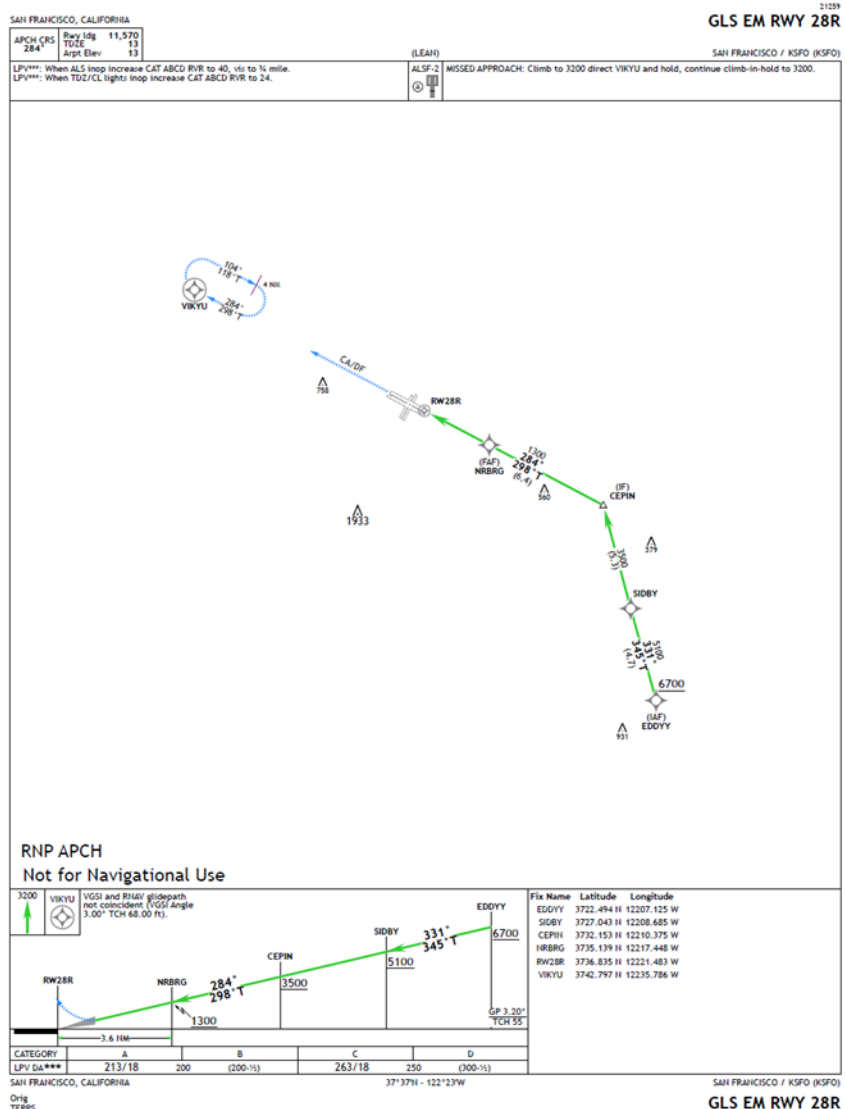 21259
SAN FRANCISCO, CALIFORNIA
GLS EM RWY 28R
APCH CRS 284°
Rwy ldg 11,570
TDZE 13
Arpt Elev 13
(LEAN)
SAN FRANCISCO / KSFO (KSFO)
LPV***: When ALS inop increase CAT ABCD RVR to 40, vis to ¾ mile.
LPV***: When TDZ/CL lights inop increase CAT ABCD RVR to 24.
ALSF-2
A
MISSED APPROACH: Climb to 3200 direct VIKYU and hold, continue climb-in-hold to 3200.
104°
118°T
4 NM
284°
298°T
VIKYU
CA/DF
758
RW28R
(FAF)
NRBRG
1300
284°
298°T
(6.4)
560
(IF)
CEPIN
1933
379
3500
(5.3)
SIDBY
5100
331°
345°T
(4.7)
6700
(IAF)
EDDYY
931
RNP APCH
Not for Navigational Use
3200
VIKYU
VGSI and RNAV glidepath
not coincident (VGSI Angle
3.00° TCH 68.00 ft).
EDDYY
SIDBY
331°
345°T
6700
CEPIN
5100
RW28R
NRBRG
284°
298°T
3500
1300
GP 3.20°
TCH 55
3.6 NM
Fix Name Latitude Longitude
EDDYY 3722.494 N 12207.125 W
SIDBY 3727.043 N 12208.685 W
CEPIN 3732.153 N 12210.375 W
NRBRG 3735.139 N 12217.448 W
RW28R 3736.835 N 12221.483 W
VIKYU 3742.797 N 12235.786 W
CATEGORY A B C D
LPV DA*** 213/18 200 (200-½) 263/18 250 (300-½)
SAN FRANCISCO, CALIFORNIA
37°37'N - 122°23'W
SAN FRANCISCO / KSFO (KSFO)
Orig
TERPS
GLS EM RWY 28R